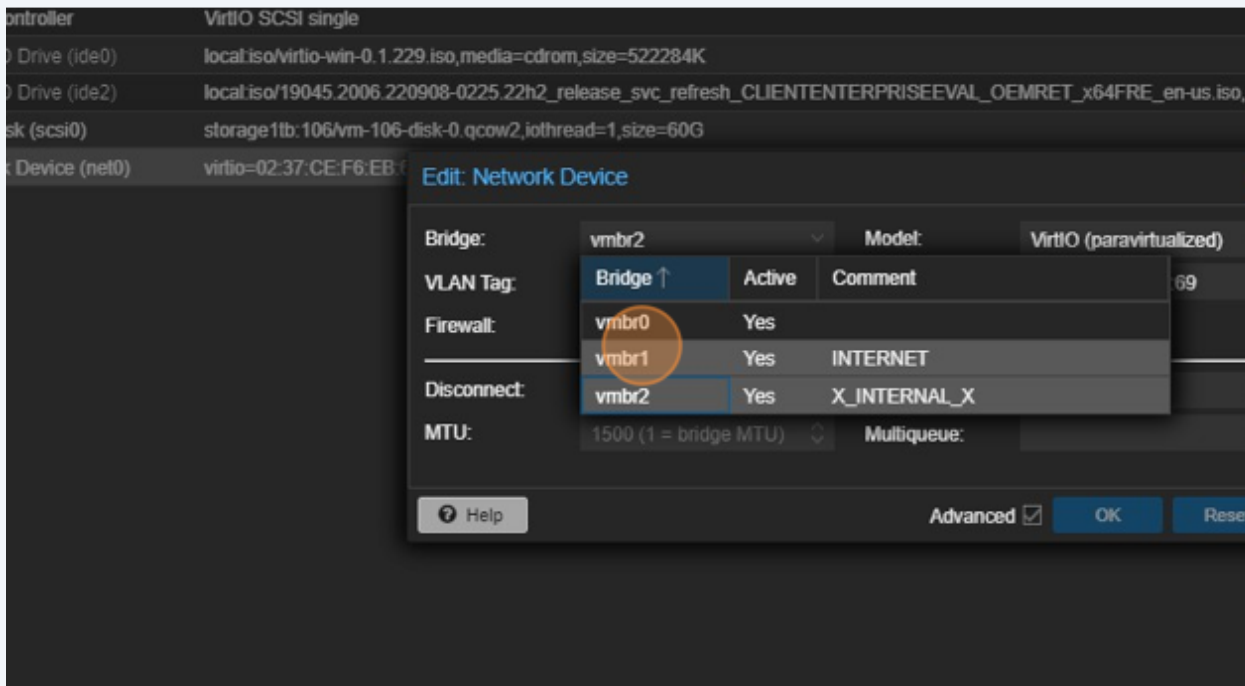 ontroller VirtIO SCSI single
Drive (ide0) local:iso/virtio-win-0.1.229.iso,media=cdrom,size=522284K
Drive (ide2) local:iso/19045.2006.220908-0225.22h2_release_svc_refresh_CLIENTENTERPRISEEVAL_OEMRET_x64FRE_en-us.iso,
sk (scsi0) storage1tb:106/vm-106-disk-0.qcow2,iothread=1,size=60G
Device (net0) virtio=02:37:CE:F6:EB:
Edit: Network Device
Bridge: vmbr2 Model: VirtIO (paravirtualized)
VLAN Tag: Bridge ↑ Active Comment :69
Firewall: vmbr0 Yes
vmbr1 Yes INTERNET
Disconnect: vmbr2 Yes X_INTERNAL_X
MTU: 1500 (1 = bridge MTU) Multiqueue:
? Help Advanced OK Rese